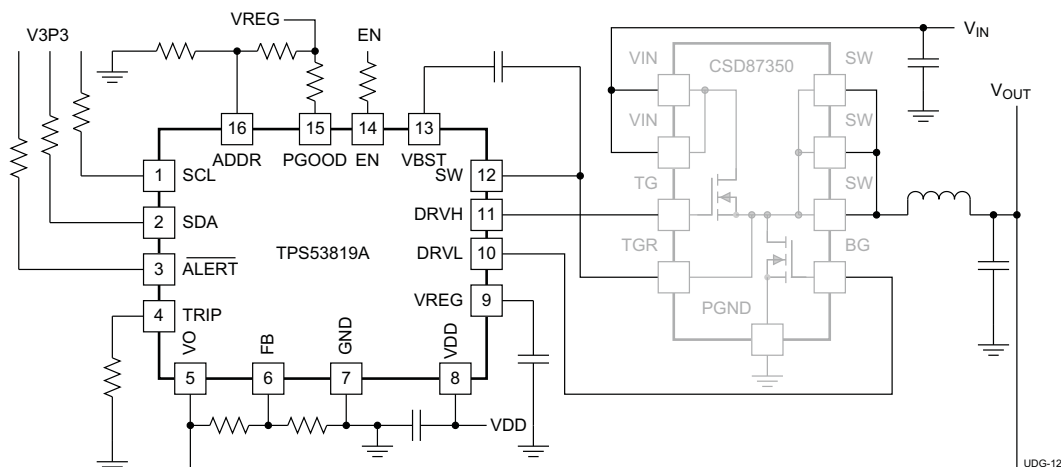 VREG
V3P3
EN
V_IN
VIN
CSD87350
SW
V_OUT
16
15
14
13
ADDR
PGOOD
EN
VBST
VIN
SW
1
SCL
SW
12
TG
SW
2
SDA
DRVH
11
TPS53819A
DRVL
10
TGR
BG
3
ALERT
VREG
9
4
TRIP
PGND
VO
FB
GND
VDD
5
6
7
8
VDD
UDG-12